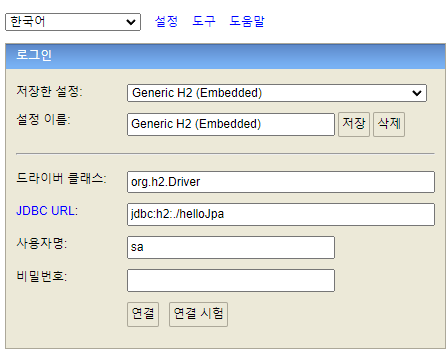 한국어 설정 도구 도움말
로그인
저장한 설정: Generic H2 (Embedded)
설정 이름: Generic H2 (Embedded) 저장 삭제
드라이버 클래스: org.h2.Driver
JDBC URL: jdbc:h2:./helloJpa
사용자명: sa
비밀번호:
연결 연결 시험